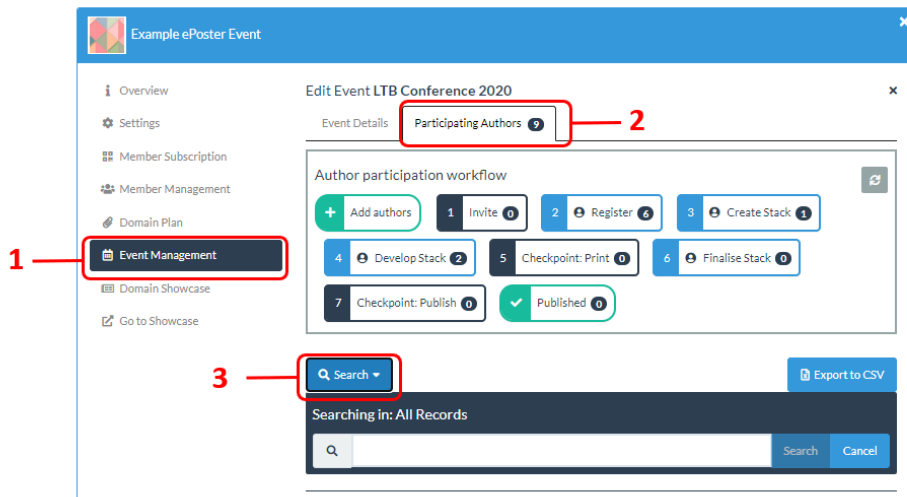 Example ePoster Event
×
Overview
Settings
Member Subscription
Member Management
Domain Plan
1
Event Management
Domain Showcase
Go to Showcase
Edit Event LTB Conference 2020
×
Event Details
Participating Authors 9
2
Author participation workflow
+ Add authors
1 Invite 0
2 Register 6
3 Create Stack 1
4 Develop Stack 2
5 Checkpoint: Print 0
6 Finalise Stack 0
7 Checkpoint: Publish 0
Published 0
3
Search
Export to CSV
Searching in: All Records
Search
Cancel